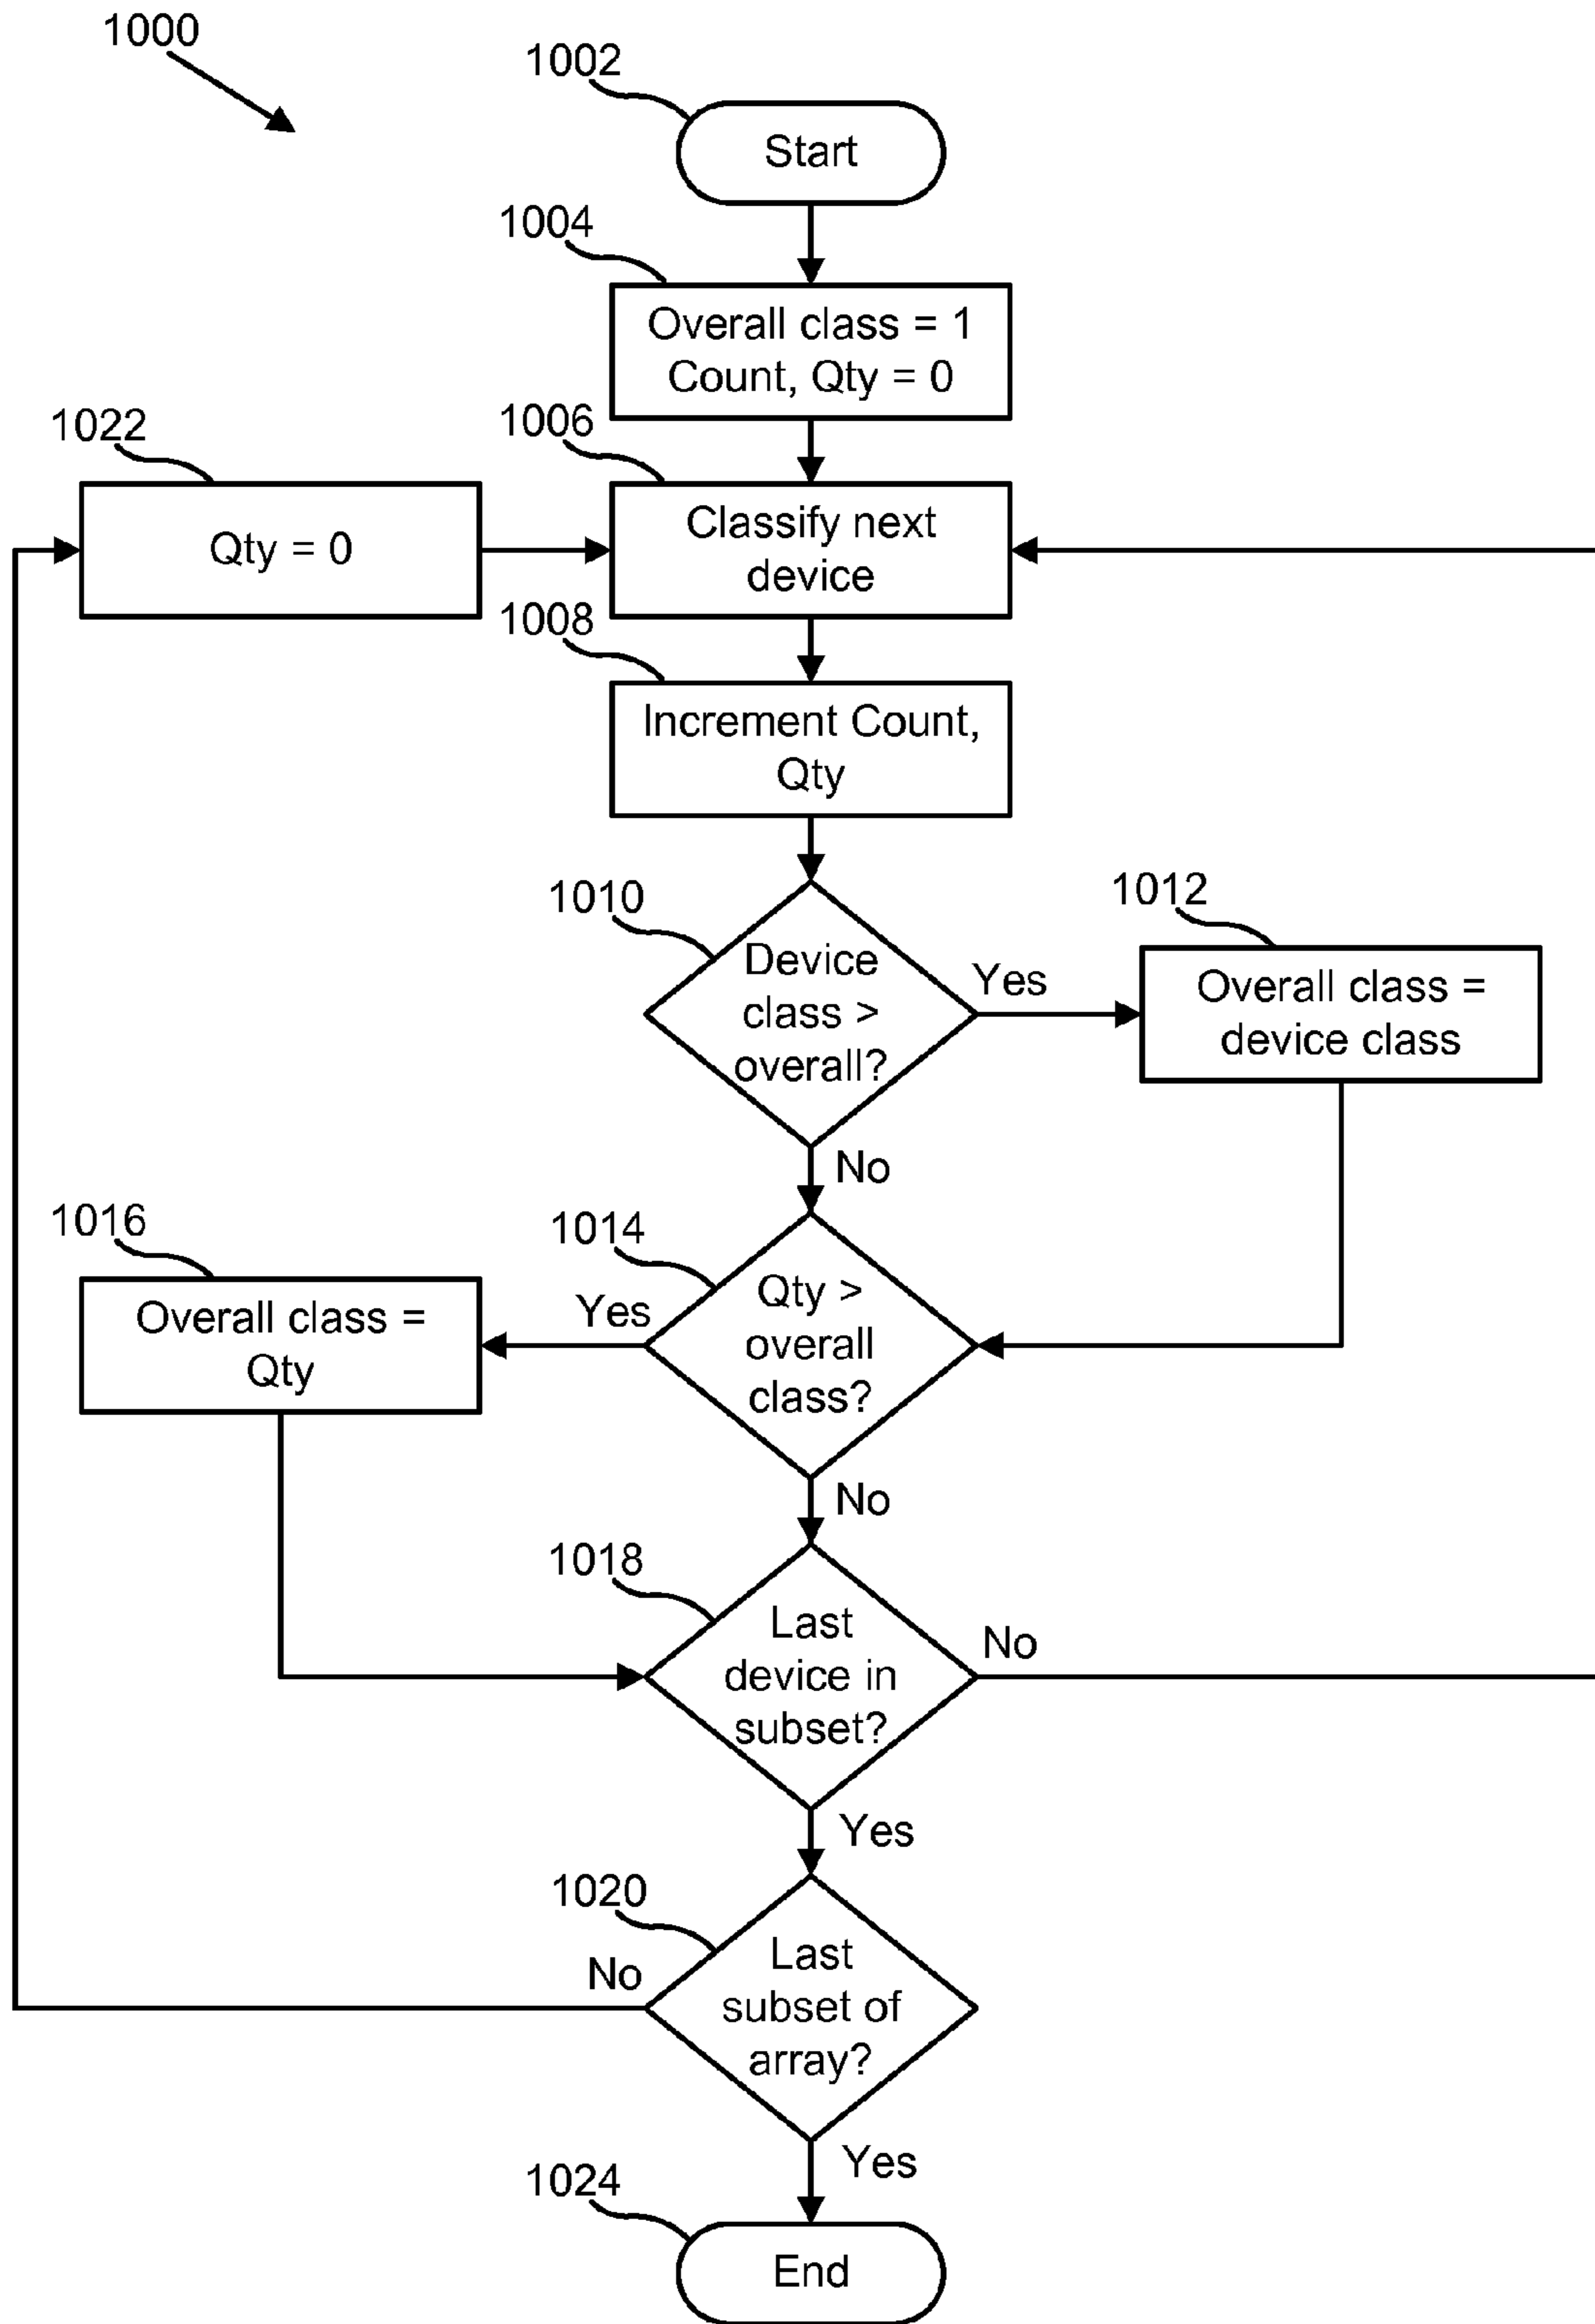 1000
1002
Start
1004
Overall class = 1
Count, Qty = 0
1022
Qty = 0
1006
Classify next
device
1008
Increment Count,
Qty
1010
Device
class >
overall?
Yes
1012
Overall class =
device class
No
1016
Overall class =
Qty
1014
Yes
Qty >
overall
class?
No
1018
Last
device in
subset?
No
Yes
1020
No
Last
subset of
array?
Yes
1024
End